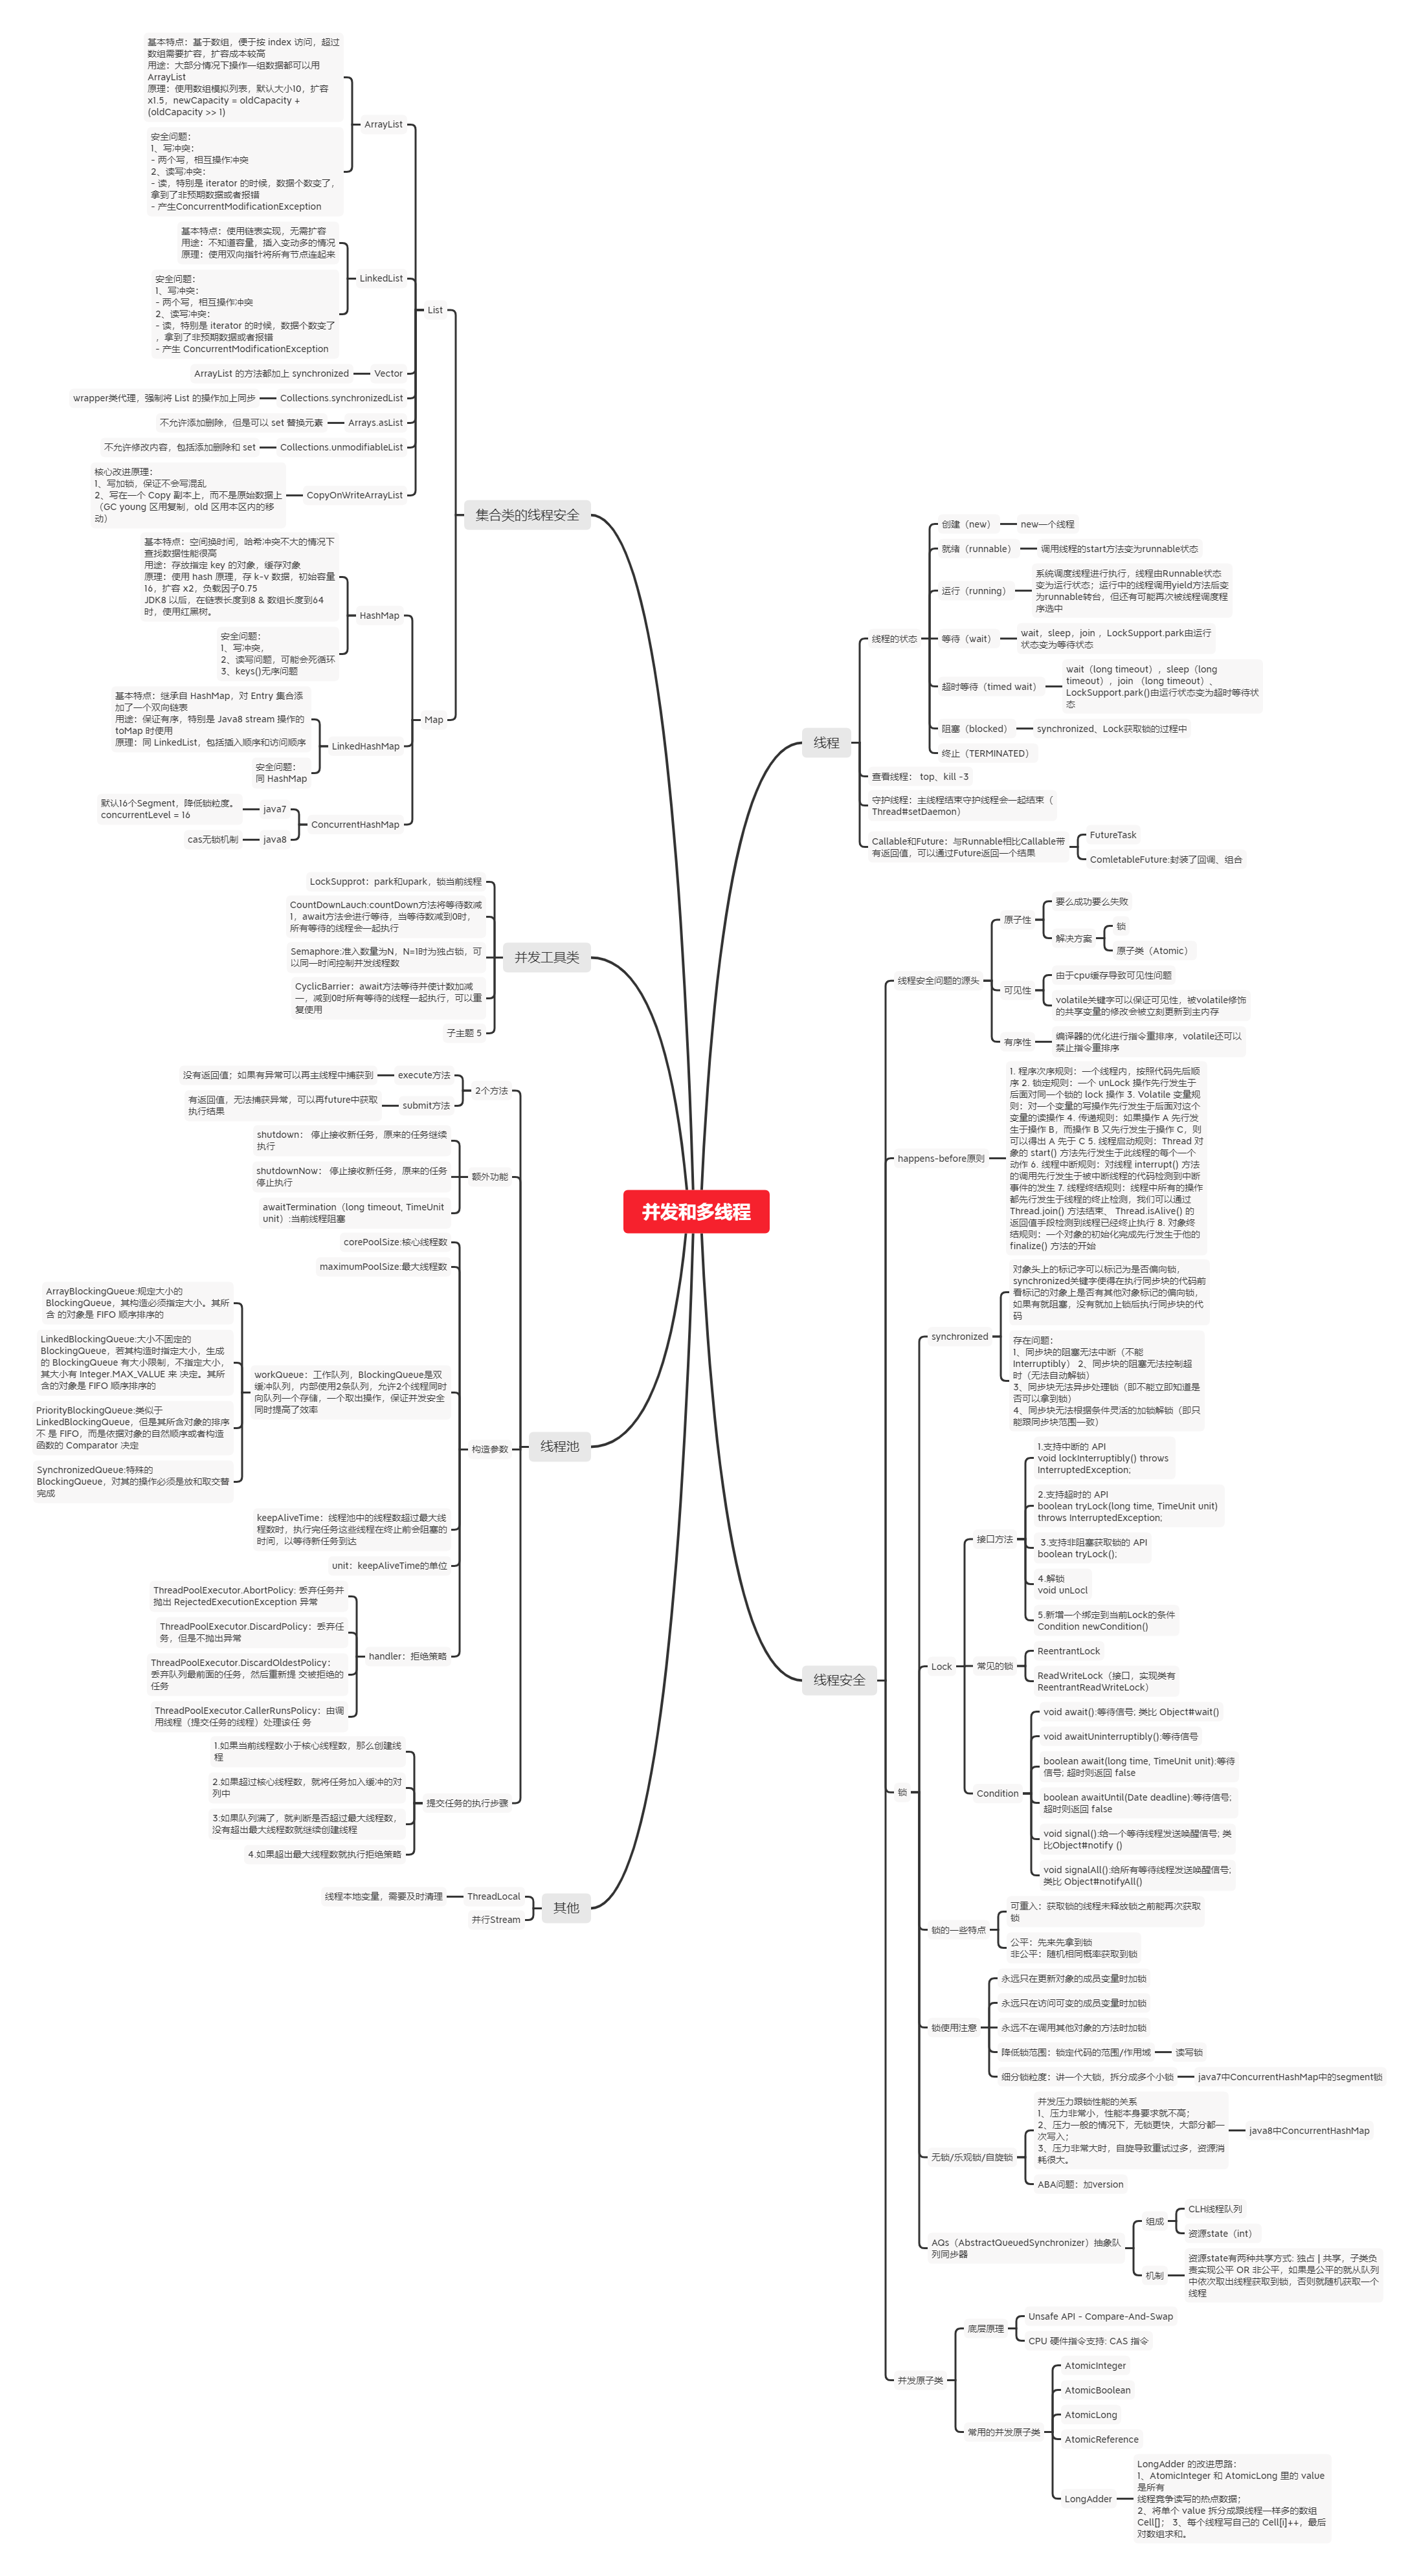 并发和多线程
集合类的线程安全
List
ArrayList
基本特点：基于数组，便于按 index 访问，超过
数组需要扩容，扩容成本较高
用途：大部分情况下操作一组数据都可以用
ArrayList
原理：使用数组模拟列表，默认大小10，扩容
x1.5，newCapacity = oldCapacity +
(oldCapacity >> 1)
安全问题：
1、写冲突：
- 两个写，相互操作冲突
2、读写冲突：
- 读，特别是 iterator 的时候，数据个数变了，
拿到了非预期数据或者报错
- 产生ConcurrentModificationException
LinkedList
基本特点：使用链表实现，无需扩容
用途：不知道容量，插入变动多的情况
原理：使用双向指针将所有节点连起来
安全问题：
1、写冲突：
- 两个写，相互操作冲突
2、读写冲突：
- 读，特别是 iterator 的时候，数据个数变了
，拿到了非预期数据或者报错
- 产生 ConcurrentModificationException
Vector
ArrayList 的方法都加上 synchronized
Collections.synchronizedList
wrapper类代理，强制将 List 的操作加上同步
Arrays.asList
不允许添加删除，但是可以 set 替换元素
Collections.unmodifiableList
不允许修改内容，包括添加删除和 set
CopyOnWriteArrayList
核心改进原理：
1、写加锁，保证不会写混乱
2、写在一个 Copy 副本上，而不是原始数据上
（GC young 区用复制，old 区用本区内的移
动）
Map
HashMap
基本特点：空间换时间，哈希冲突不大的情况下
查找数据性能很高
用途：存放指定 key 的对象，缓存对象
原理：使用 hash 原理，存 k-v 数据，初始容量
16，扩容 x2，负载因子0.75
JDK8 以后，在链表长度到8 & 数组长度到64
时，使用红黑树。
安全问题：
1、写冲突，
2、读写问题，可能会死循环
3、keys()无序问题
LinkedHashMap
基本特点：继承自 HashMap，对 Entry 集合添
加了一个双向链表
用途：保证有序，特别是 Java8 stream 操作的
toMap 时使用
原理：同 LinkedList，包括插入顺序和访问顺序
安全问题：
同 HashMap
ConcurrentHashMap
java7
默认16个Segment，降低锁粒度。
concurrentLevel = 16
java8
cas无锁机制
并发工具类
LockSupprot：park和upark，锁当前线程
CountDownLauch:countDown方法将等待数减
1，await方法会进行等待，当等待数减到0时，
所有等待的线程会一起执行
Semaphore:准入数量为N，N=1时为独占锁，可
以同一时间控制并发线程数
CyclicBarrier：await方法等待并使计数加减
一，减到0时所有等待的线程一起执行，可以重
复使用
子主题 5
线程池
2个方法
execute方法
没有返回值；如果有异常可以再主线程中捕获到
submit方法
有返回值，无法捕获异常，可以再future中获取
执行结果
额外功能
shutdown： 停止接收新任务，原来的任务继续
执行
shutdownNow： 停止接收新任务，原来的任务
停止执行
awaitTermination（long timeout, TimeUnit
unit）:当前线程阻塞
构造参数
corePoolSize:核心线程数
maximumPoolSize:最大线程数
workQueue：工作队列，BlockingQueue是双
缓冲队列，内部使用2条队列，允许2个线程同时
向队列一个存储，一个取出操作，保证并发安全
同时提高了效率
ArrayBlockingQueue:规定大小的
BlockingQueue，其构造必须指定大小。其所
含 的对象是 FIFO 顺序排序的
LinkedBlockingQueue:大小不固定的
BlockingQueue，若其构造时指定大小，生成
的 BlockingQueue 有大小限制，不指定大小，
其大小有 Integer.MAX_VALUE 来 决定。其所
含的对象是 FIFO 顺序排序的
PriorityBlockingQueue:类似于
LinkedBlockingQueue，但是其所含对象的排序
不 是 FIFO，而是依据对象的自然顺序或者构造
函数的 Comparator 决定
SynchronizedQueue:特殊的
BlockingQueue，对其的操作必须是放和取交替
完成
keepAliveTime：线程池中的线程数超过最大线
程数时，执行完任务这些线程在终止前会阻塞的
时间，以等待新任务到达
unit：keepAliveTime的单位
handler：拒绝策略
ThreadPoolExecutor.AbortPolicy: 丢弃任务并
抛出 RejectedExecutionException 异常
ThreadPoolExecutor.DiscardPolicy：丢弃任
务，但是不抛出异常
ThreadPoolExecutor.DiscardOldestPolicy：
丢弃队列最前面的任务，然后重新提 交被拒绝的
任务
ThreadPoolExecutor.CallerRunsPolicy：由调
用线程（提交任务的线程）处理该任 务
提交任务的执行步骤
1.如果当前线程数小于核心线程数，那么创建线
程
2.如果超过核心线程数，就将任务加入缓冲的对
列中
3:如果队列满了，就判断是否超过最大线程数，
没有超出最大线程数就继续创建线程
4.如果超出最大线程数就执行拒绝策略
其他
ThreadLocal
线程本地变量，需要及时清理
并行Stream
线程
线程的状态
创建（new）
new一个线程
就绪（runnable）
调用线程的start方法变为runnable状态
运行（running）
系统调度线程进行执行，线程由Runnable状态
变为运行状态；运行中的线程调用yield方法后变
为runnable转台，但还有可能再次被线程调度程
序选中
等待（wait）
wait，sleep，join ，LockSupport.park由运行
状态变为等待状态
超时等待（timed wait）
wait（long timeout）, sleep（long
timeout）, join （long timeout）、
LockSupport.park()由运行状态变为超时等待状
态
阻塞（blocked）
synchronized、Lock获取锁的过程中
终止（TERMINATED）
查看线程： top、kill -3
守护线程：主线程结束守护线程会一起结束（
Thread#setDaemon）
Callable和Future：与Runnable相比Callable带
有返回值，可以通过Future返回一个结果
FutureTask
ComletableFuture:封装了回调、组合
线程安全
线程安全问题的源头
原子性
要么成功要么失败
解决方案
锁
原子类（Atomic）
可见性
由于cpu缓存导致可见性问题
volatile关键字可以保证可见性，被volatile修饰
的共享变量的修改会被立刻更新到主内存
有序性
编译器的优化进行指令重排序，volatile还可以
禁止指令重排序
happens-before原则
1. 程序次序规则：一个线程内，按照代码先后顺
序 2. 锁定规则：一个 unLock 操作先行发生于
后面对同一个锁的 lock 操作 3. Volatile 变量规
则：对一个变量的写操作先行发生于后面对这个
变量的读操作 4. 传递规则：如果操作 A 先行发
生于操作 B，而操作 B 又先行发生于操作 C，则
可以得出 A 先于 C 5. 线程启动规则：Thread 对
象的 start() 方法先行发生于此线程的每个一个
动作 6. 线程中断规则：对线程 interrupt() 方法
的调用先行发生于被中断线程的代码检测到中断
事件的发生 7. 线程终结规则：线程中所有的操作
都先行发生于线程的终止检测，我们可以通过
Thread.join() 方法结束、 Thread.isAlive() 的
返回值手段检测到线程已经终止执行 8. 对象终
结规则：一个对象的初始化完成先行发生于他的
finalize() 方法的开始
锁
synchronized
对象头上的标记字可以标记为是否偏向锁，
synchronized关键字使得在执行同步块的代码前
看标记的对象上是否有其他对象标记的偏向锁，
如果有就阻塞，没有就加上锁后执行同步块的代
码
存在问题：
1、同步块的阻塞无法中断（不能
Interruptibly） 2、同步块的阻塞无法控制超
时（无法自动解锁）
3、同步块无法异步处理锁（即不能立即知道是
否可以拿到锁）
4、同步块无法根据条件灵活的加锁解锁（即只
能跟同步块范围一致）
Lock
接口方法
1.支持中断的 API
void lockInterruptibly() throws
InterruptedException;
2.支持超时的 API
boolean tryLock(long time, TimeUnit unit)
throws InterruptedException;
3.支持非阻塞获取锁的 API
boolean tryLock();
4.解锁
void unLocl
5.新增一个绑定到当前Lock的条件
Condition newCondition()
常见的锁
ReentrantLock
ReadWriteLock（接口，实现类有
ReentrantReadWriteLock）
Condition
void await():等待信号; 类比 Object#wait()
void awaitUninterruptibly():等待信号
boolean await(long time, TimeUnit unit):等待
信号; 超时则返回 false
boolean awaitUntil(Date deadline):等待信号;
超时则返回 false
void signal():给一个等待线程发送唤醒信号; 类
比Object#notify ()
void signalAll():给所有等待线程发送唤醒信号;
类比 Object#notifyAll()
锁的一些特点
可重入：获取锁的线程未释放锁之前能再次获取
锁
公平：先来先拿到锁
非公平：随机相同概率获取到锁
锁使用注意
永远只在更新对象的成员变量时加锁
永远只在访问可变的成员变量时加锁
永远不在调用其他对象的方法时加锁
降低锁范围：锁定代码的范围/作用域
读写锁
细分锁粒度：讲一个大锁，拆分成多个小锁
java7中ConcurrentHashMap中的segment锁
无锁/乐观锁/自旋锁
并发压力跟锁性能的关系
1、压力非常小，性能本身要求就不高；
2、压力一般的情况下，无锁更快，大部分都一
次写入；
3、压力非常大时，自旋导致重试过多，资源消
耗很大。
java8中ConcurrentHashMap
ABA问题：加version
AQs（AbstractQueuedSynchronizer）抽象队
列同步器
组成
CLH线程队列
资源state（int）
机制
资源state有两种共享方式: 独占 | 共享，子类负
责实现公平 OR 非公平，如果是公平的就从队列
中依次取出线程获取到锁，否则就随机获取一个
线程
并发原子类
底层原理
Unsafe API - Compare-And-Swap
CPU 硬件指令支持: CAS 指令
常用的并发原子类
AtomicInteger
AtomicBoolean
AtomicLong
AtomicReference
LongAdder
LongAdder 的改进思路：
1、AtomicInteger 和 AtomicLong 里的 value
是所有
线程竞争读写的热点数据；
2、将单个 value 拆分成跟线程一样多的数组
Cell[]； 3、每个线程写自己的 Cell[i]++，最后
对数组求和。